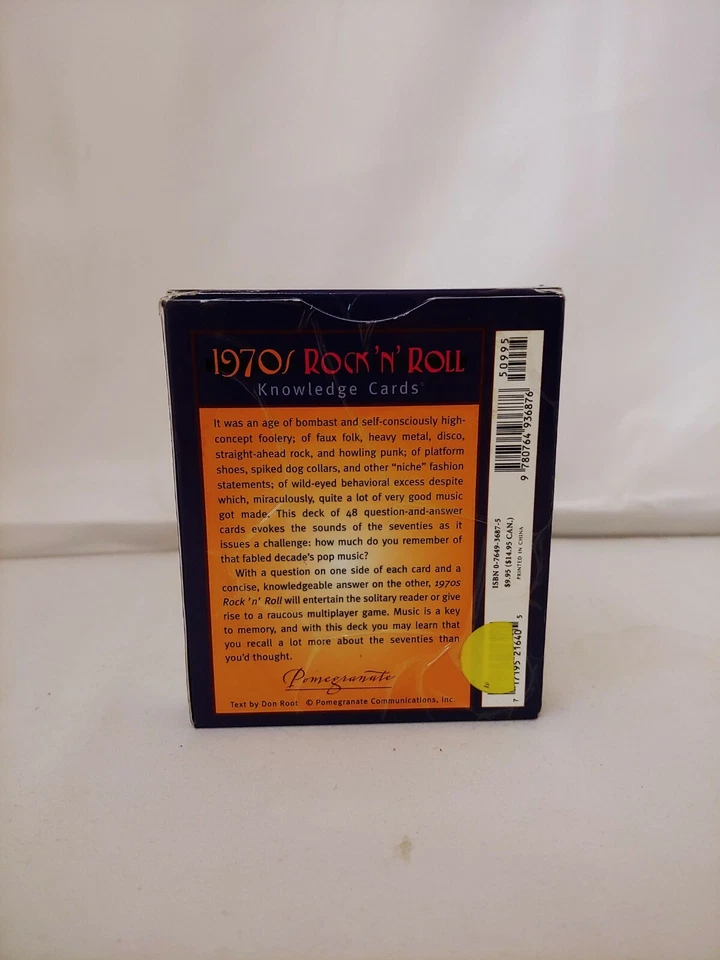 1970s Rock 'n' Roll
Knowledge Cards®
It was an age of bombast and self-consciously high-
concept foolery; of faux folk, heavy metal, disco,
straight-ahead rock, and howling punk; of platform
shoes, spiked dog collars, and other "niche" fashion
statements; of wild-eyed behavioral excess despite
which, miraculously, quite a lot of very good music
got made. This deck of 48 question-and-answer
cards evokes the sounds of the seventies as it
issues a challenge: how much do you remember of
that fabled decade's pop music?
With a question on one side of each card and a
concise, knowledgeable answer on the other, 1970s
Rock 'n' Roll will entertain the solitary reader or give
rise to a raucous multiplayer game. Music is a key
to memory, and with this deck you may learn that
you recall a lot more about the seventies than
you'd thought.
Pomegranate
Text by Don Root © Pomegranate Communications, Inc.
50995
9 780764 936876
ISBN 0-7649-3687-5
$9.95 ($14.95 CAN.)
PRINTED IN CHINA
7 17195 21640 5